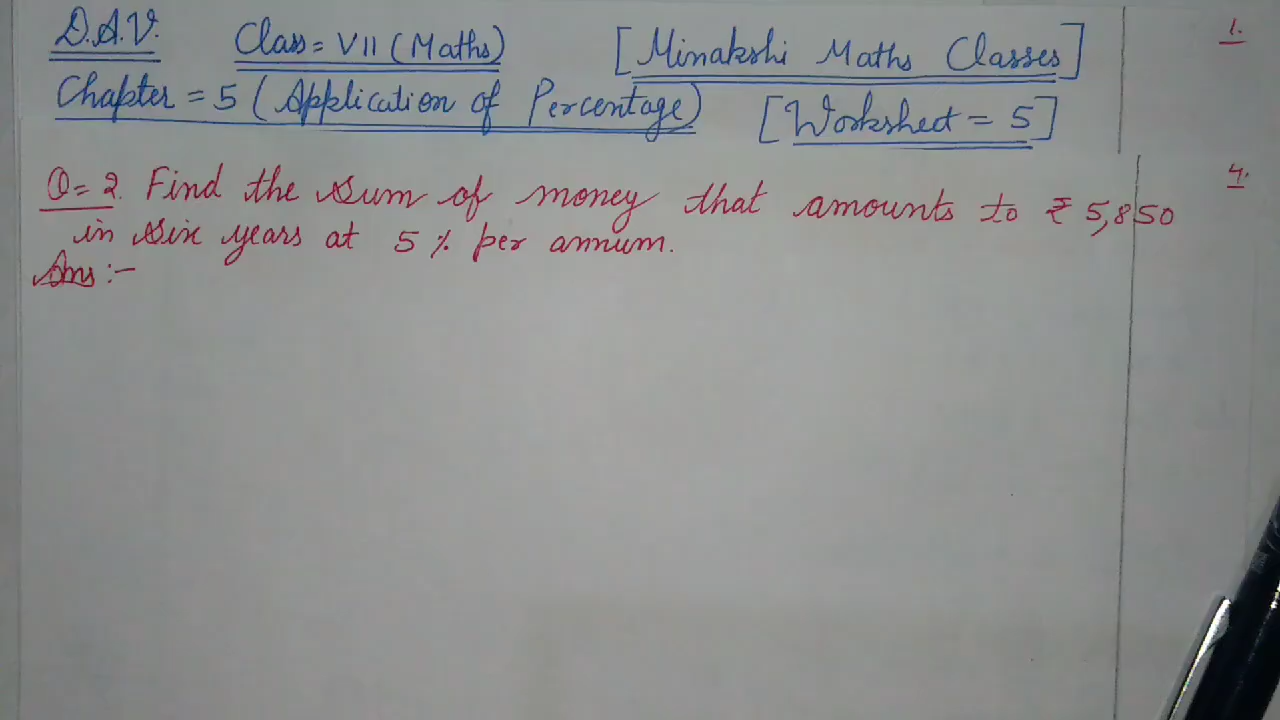 D.A.V. Class = VII (Maths) [Minakshi Maths Classes]
Chapter = 5 (Application of Percentage) [Worksheet = 5]
Q = 2. Find the sum of money that amounts to ₹ 5,850
in six years at 5 % per annum.
Ans :-
1.
4.